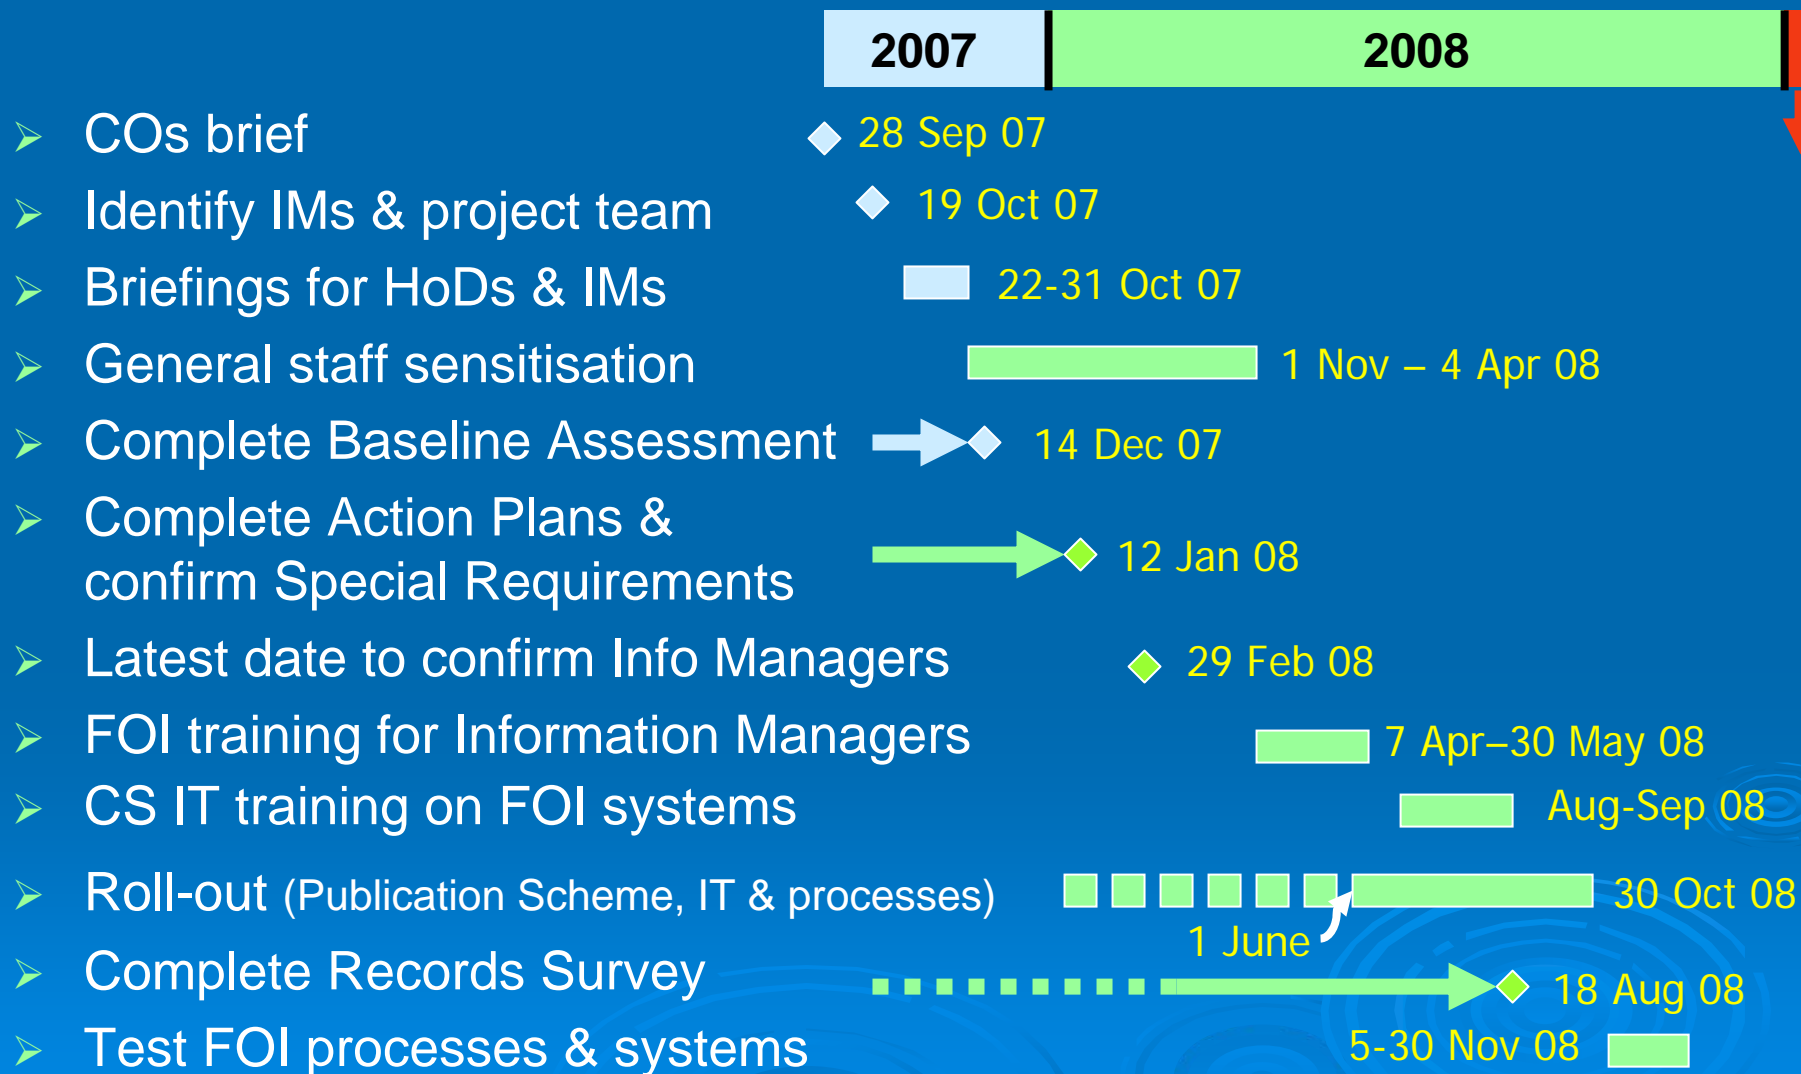 2007 2008
COs brief 28 Sep 07
Identify IMs & project team 19 Oct 07
Briefings for HoDs & IMs 22-31 Oct 07
General staff sensitisation 1 Nov – 4 Apr 08
Complete Baseline Assessment 14 Dec 07
Complete Action Plans &
confirm Special Requirements 12 Jan 08
Latest date to confirm Info Managers 29 Feb 08
FOI training for Information Managers 7 Apr–30 May 08
CS IT training on FOI systems Aug-Sep 08
Roll-out (Publication Scheme, IT & processes) 30 Oct 08
1 June
Complete Records Survey 18 Aug 08
Test FOI processes & systems 5-30 Nov 08